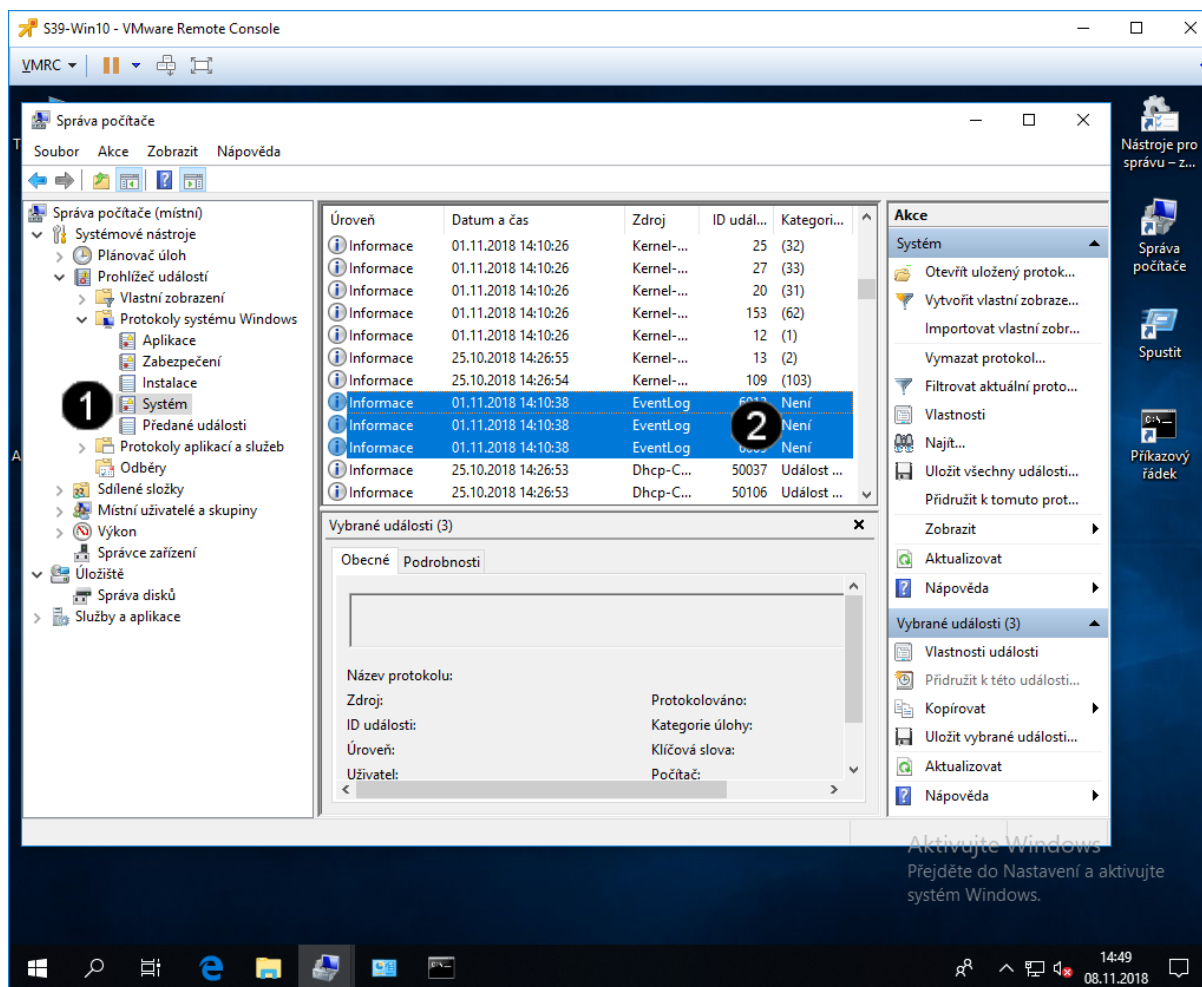 S39-Win10 - VMware Remote Console
VMRC
Správa počítače
Soubor Akce Zobrazit Nápověda
Správa počítače (místní)
Systémové nástroje
Plánovač úloh
Prohlížeč událostí
Vlastní zobrazení
Protokoly systému Windows
Aplikace
Zabezpečení
Instalace
1 Systém
Předané události
Protokoly aplikací a služeb
Odběry
Sdílené složky
Místní uživatelé a skupiny
Výkon
Správce zařízení
Úložiště
Správa disků
Služby a aplikace
Úroveň Datum a čas Zdroj ID udál... Kategori...
Informace 01.11.2018 14:10:26 Kernel-... 25 (32)
Informace 01.11.2018 14:10:26 Kernel-... 27 (33)
Informace 01.11.2018 14:10:26 Kernel-... 20 (31)
Informace 01.11.2018 14:10:26 Kernel-... 153 (62)
Informace 01.11.2018 14:10:26 Kernel-... 12 (1)
Informace 25.10.2018 14:26:55 Kernel-... 13 (2)
Informace 25.10.2018 14:26:54 Kernel-... 109 (103)
Informace 01.11.2018 14:10:38 EventLog Není
Informace 01.11.2018 14:10:38 EventLog 2 Není
Informace 01.11.2018 14:10:38 EventLog Není
Informace 25.10.2018 14:26:53 Dhcp-C... 50037 Událost ...
Informace 25.10.2018 14:26:53 Dhcp-C... 50106 Událost ...
Vybrané události (3)
Obecné Podrobnosti
Název protokolu:
Zdroj: Protokolováno:
ID události: Kategorie úlohy:
Úroveň: Klíčová slova:
Uživatel: Počítač:
Akce
Systém
Otevřít uložený protok...
Vytvořit vlastní zobraze...
Importovat vlastní zobr...
Vymazat protokol...
Filtrovat aktuální proto...
Vlastnosti
Najít...
Uložit všechny události...
Přidružit k tomuto prot...
Zobrazit
Aktualizovat
Nápověda
Vybrané události (3)
Vlastnosti události
Přidružit k této události...
Kopírovat
Uložit vybrané události...
Aktualizovat
Nápověda
Nástroje pro
správu – z...
Správa
počítače
Spustit
Příkazový
řádek
Aktivujte Windows
Přejděte do Nastavení a aktivujte
systém Windows.
14:49
08.11.2018